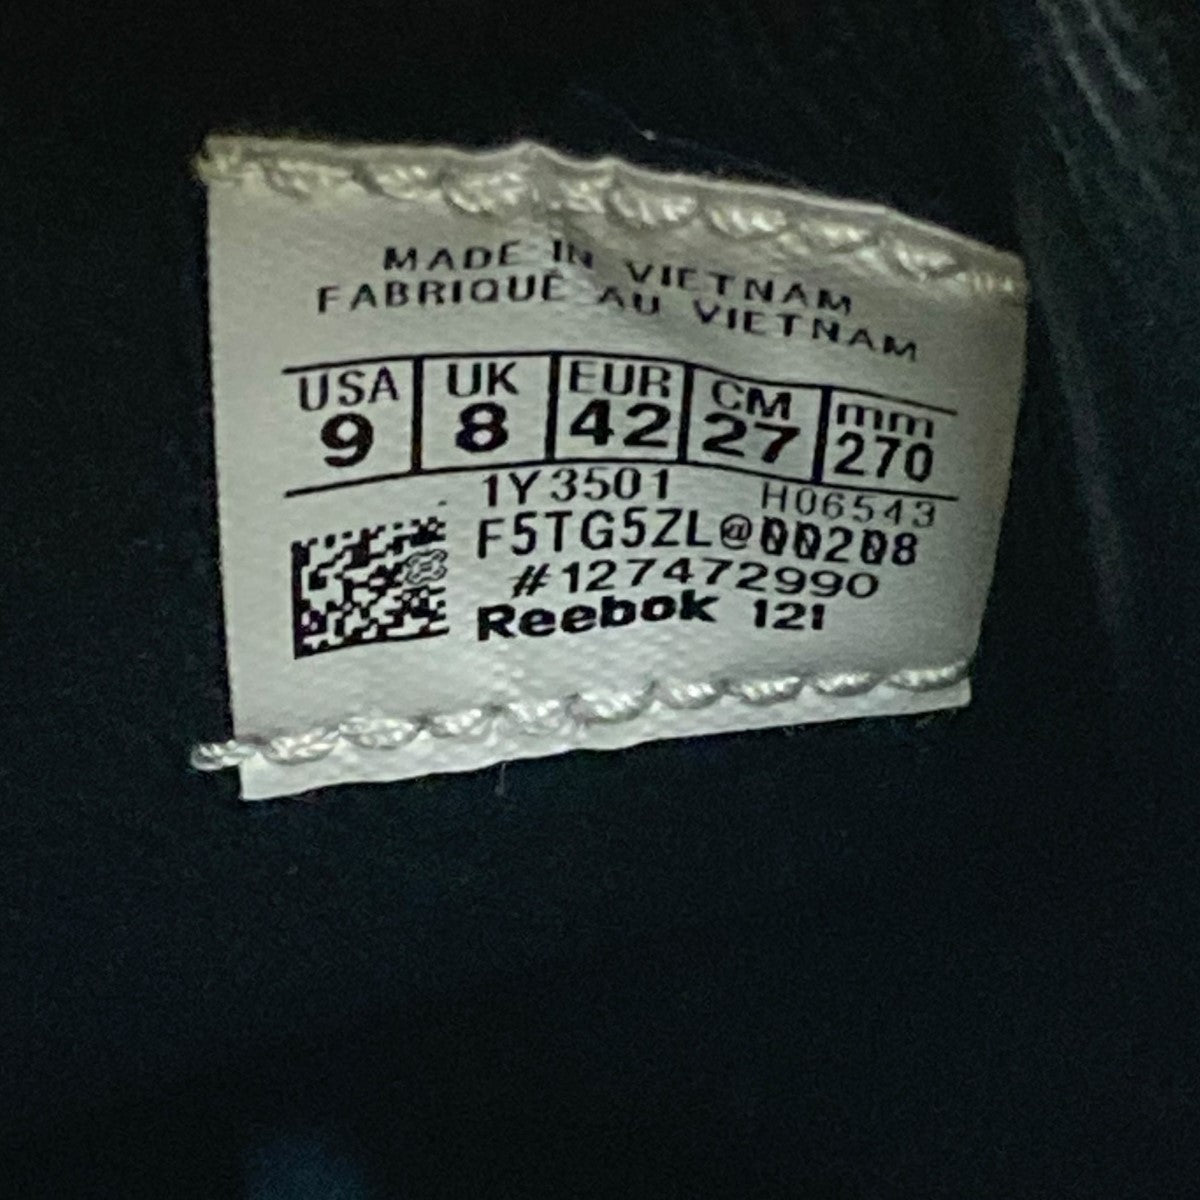 MADE IN VIETNAM
FABRIQUÉ AU VIETNAM
USA UK EUR CM mm
9 8 42 27 270
1Y3501 H06543
F5TG5ZL@00208
#127472990
Reebok 121